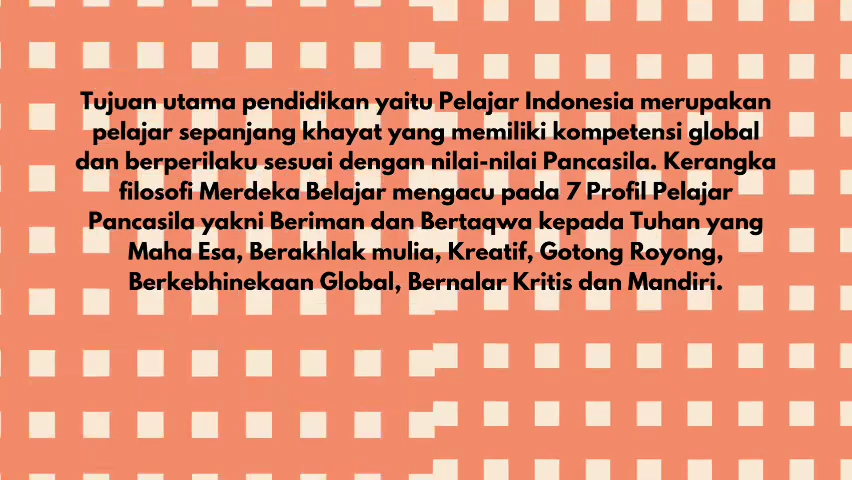 Tujuan utama pendidikan yaitu Pelajar Indonesia merupakan
pelajar sepanjang khayat yang memiliki kompetensi global
dan berperilaku sesuai dengan nilai-nilai Pancasila. Kerangka
filosofi Merdeka Belajar mengacu pada 7 Profil Pelajar
Pancasila yakni Beriman dan Bertaqwa kepada Tuhan yang
Maha Esa, Berakhlak mulia, Kreatif, Gotong Royong,
Berkebhinekaan Global, Bernalar Kritis dan Mandiri.